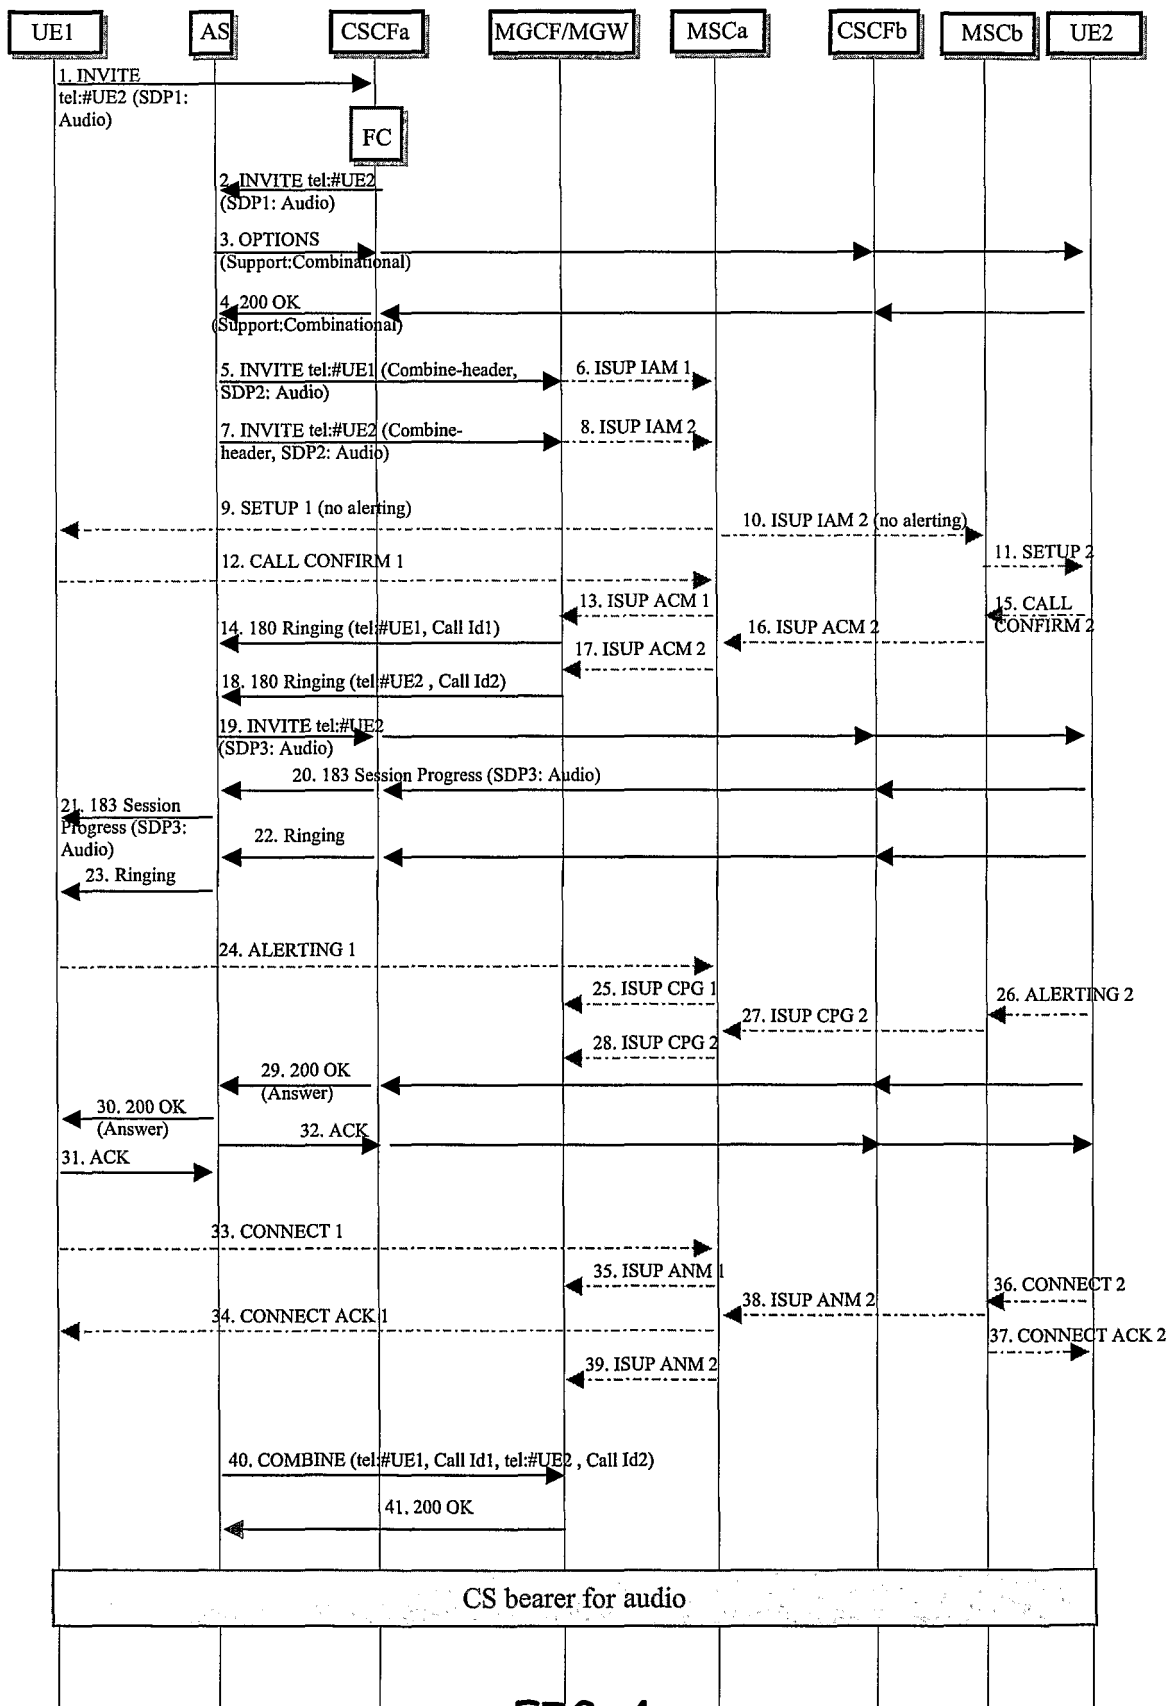 UE1 AS CSCFa MGCF/MGW MSCa CSCFb MSCb UE2
1. INVITE
tel:#UE2 (SDP1:
Audio)
FC
2. INVITE tel:#UE2
(SDP1: Audio)
3. OPTIONS
(Support:Combinational)
4. 200 OK
(Support:Combinational)
5. INVITE tel:#UE1 (Combine-header,
SDP2: Audio)
6. ISUP IAM 1
7. INVITE tel:#UE2 (Combine-
header, SDP2: Audio)
8. ISUP IAM 2
9. SETUP 1 (no alerting)
10. ISUP IAM 2 (no alerting)
11. SETUP 2
12. CALL CONFIRM 1
13. ISUP ACM 1
14. 180 Ringing (tel:#UE1, Call Id1)
15. CALL
CONFIRM 2
16. ISUP ACM 2
17. ISUP ACM 2
18. 180 Ringing (tel:#UE2 , Call Id2)
19. INVITE tel:#UE2
(SDP3: Audio)
20. 183 Session Progress (SDP3: Audio)
21. 183 Session
Progress (SDP3:
Audio)
22. Ringing
23. Ringing
24. ALERTING 1
25. ISUP CPG 1
26. ALERTING 2
27. ISUP CPG 2
28. ISUP CPG 2
29. 200 OK
(Answer)
30. 200 OK
(Answer)
32. ACK
31. ACK
33. CONNECT 1
35. ISUP ANM 1
36. CONNECT 2
38. ISUP ANM 2
34. CONNECT ACK 1
37. CONNECT ACK 2
39. ISUP ANM 2
40. COMBINE (tel:#UE1, Call Id1, tel:#UE2 , Call Id2)
41. 200 OK
CS bearer for audio